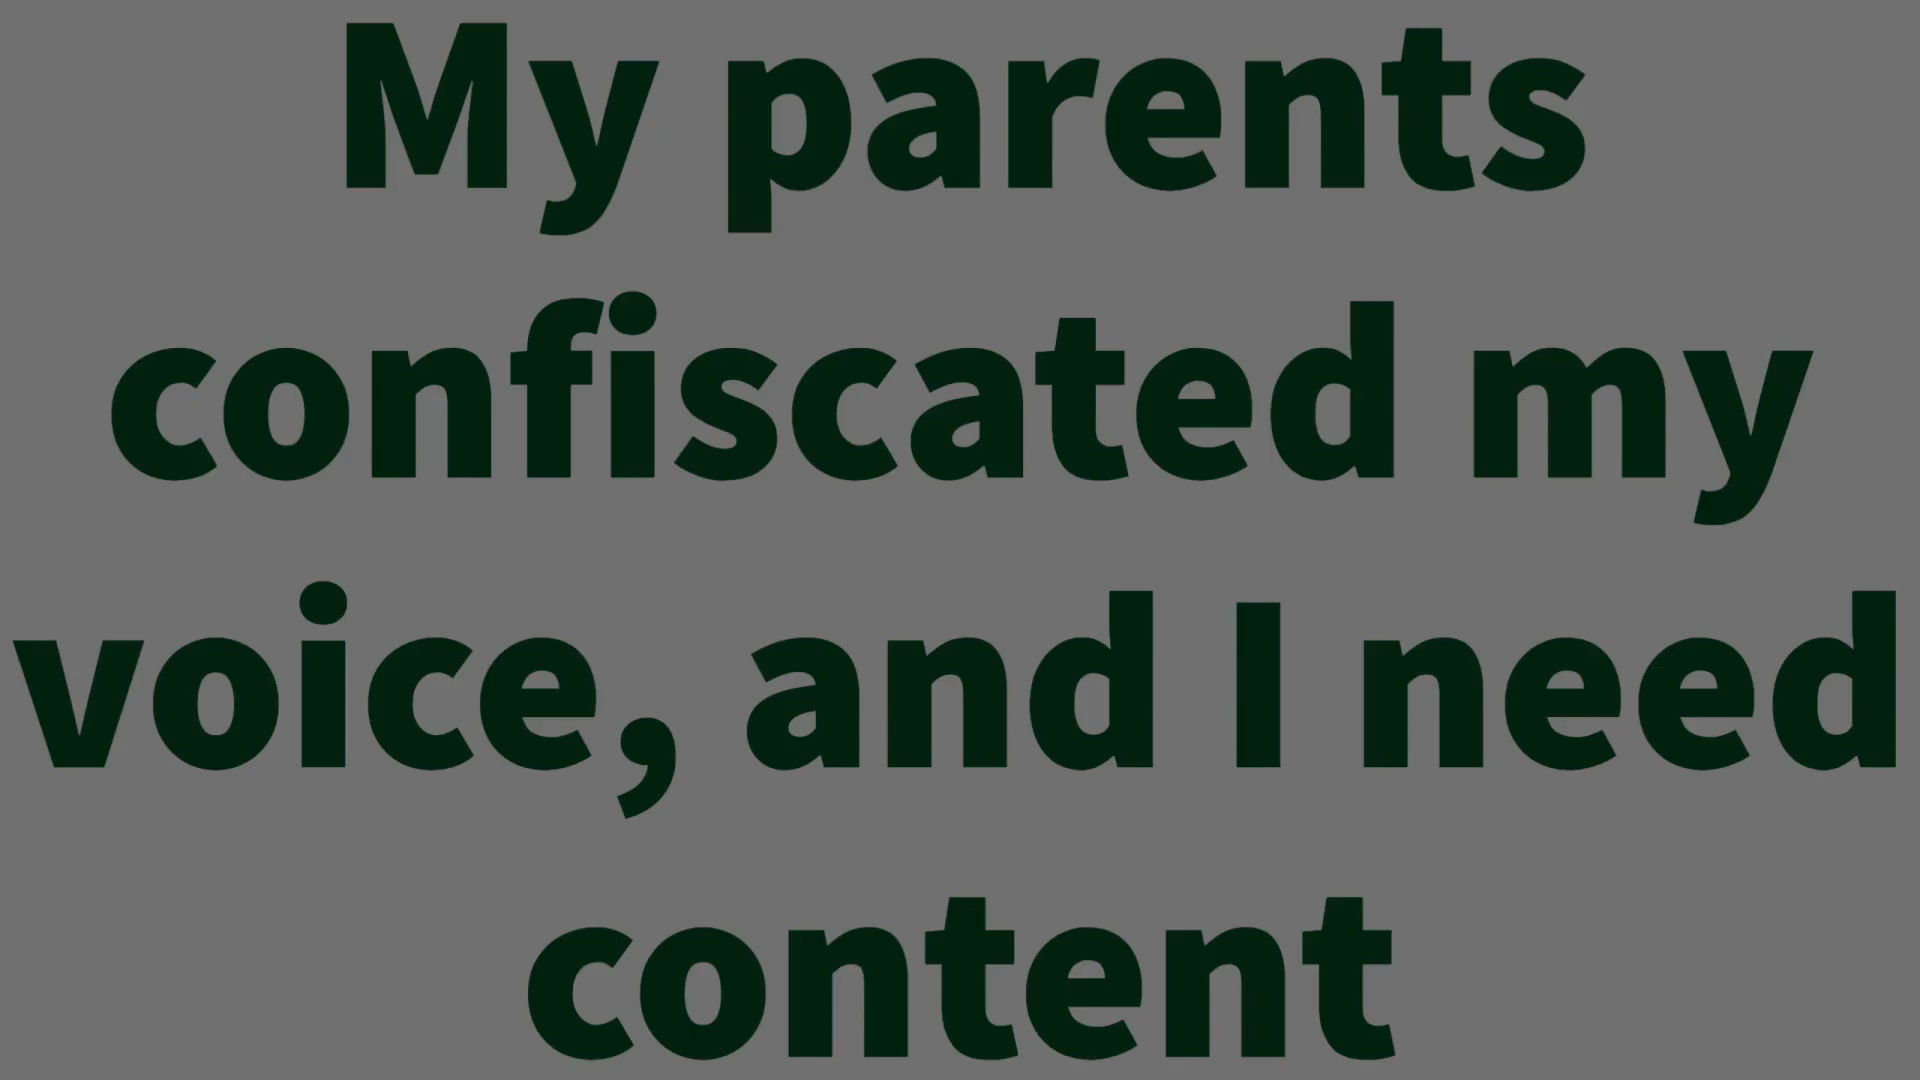 My parents
confiscated my
voice, and I need
content